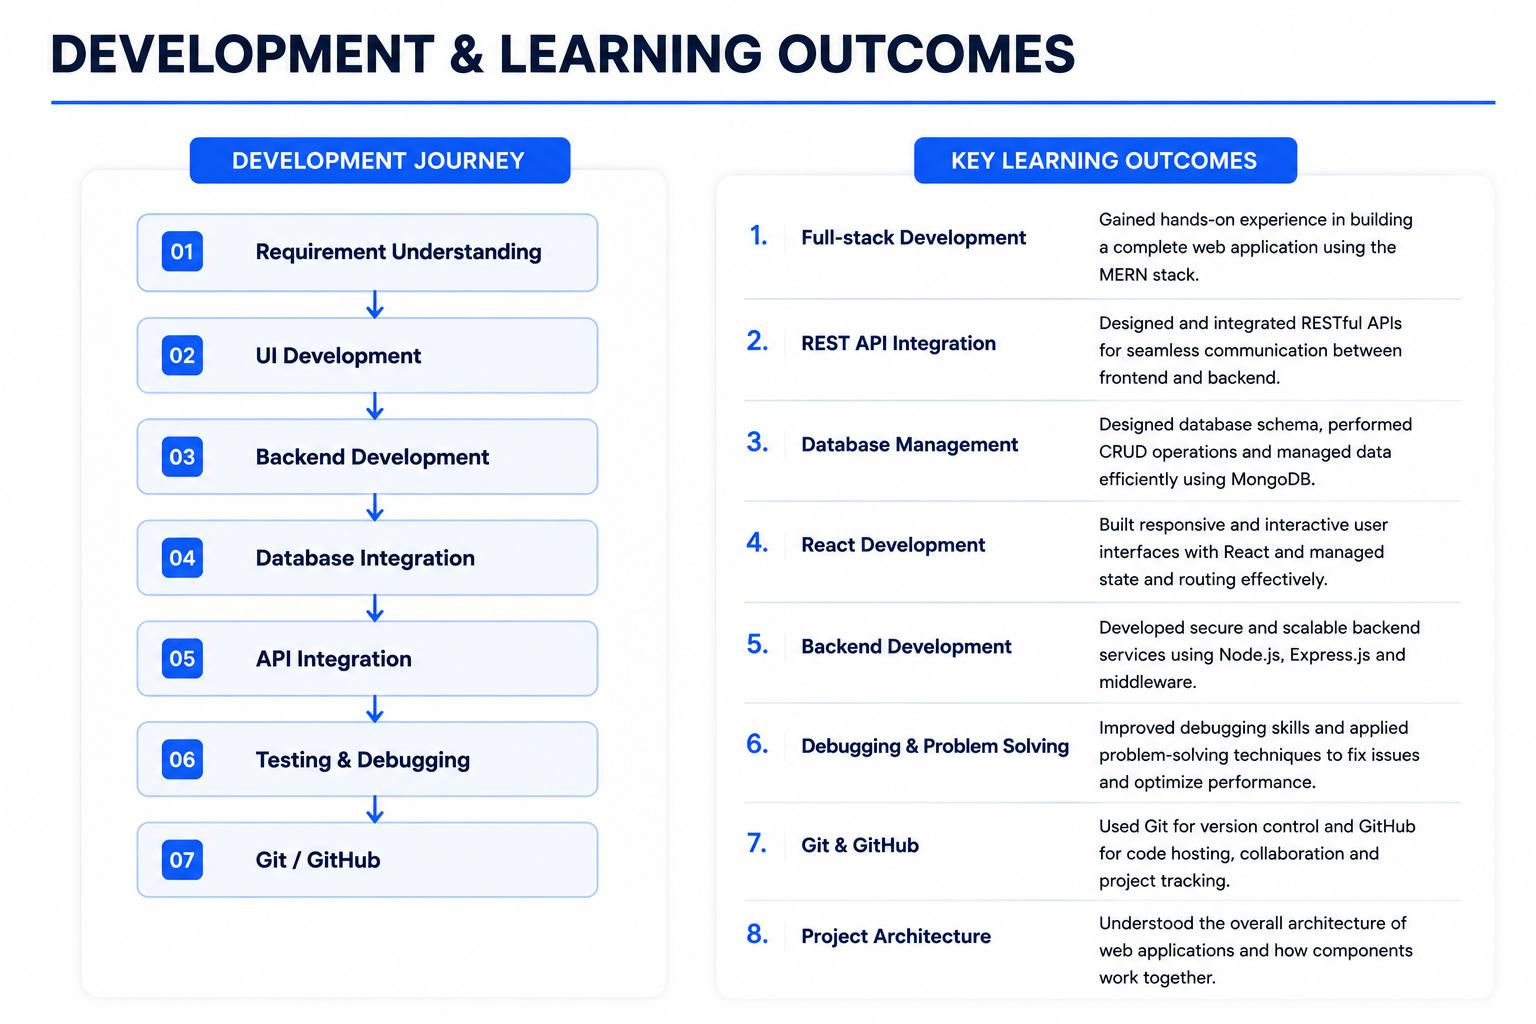 DEVELOPMENT & LEARNING OUTCOMES
DEVELOPMENT JOURNEY
01 Requirement Understanding
02 UI Development
03 Backend Development
04 Database Integration
05 API Integration
06 Testing & Debugging
07 Git / GitHub
KEY LEARNING OUTCOMES
1. Full-stack Development
Gained hands-on experience in building
a complete web application using the
MERN stack.
2. REST API Integration
Designed and integrated RESTful APIs
for seamless communication between
frontend and backend.
3. Database Management
Designed database schema, performed
CRUD operations and managed data
efficiently using MongoDB.
4. React Development
Built responsive and interactive user
interfaces with React and managed
state and routing effectively.
5. Backend Development
Developed secure and scalable backend
services using Node.js, Express.js and
middleware.
6. Debugging & Problem Solving
Improved debugging skills and applied
problem-solving techniques to fix issues
and optimize performance.
7. Git & GitHub
Used Git for version control and GitHub
for code hosting, collaboration and
project tracking.
8. Project Architecture
Understood the overall architecture of
web applications and how components
work together.